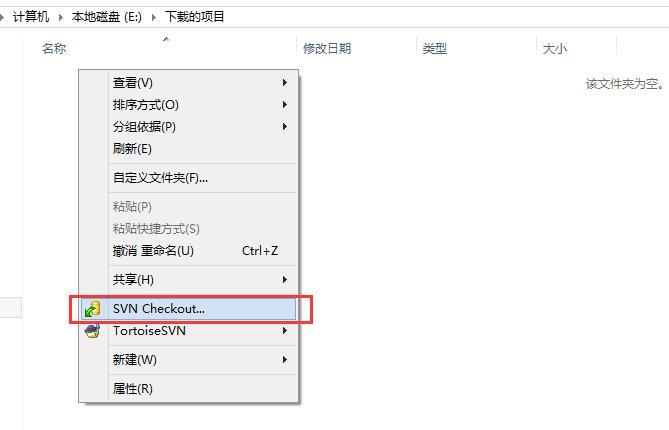 计算机 本地磁盘 (E:) 下载的项目
名称 修改日期 类型 大小
该文件夹为空。
查看(V)
排序方式(O)
分组依据(P)
刷新(E)
自定义文件夹(F)...
粘贴(P)
粘贴快捷方式(S)
撤消 重命名(U) Ctrl+Z
共享(H)
SVN Checkout...
TortoiseSVN
新建(W)
属性(R)